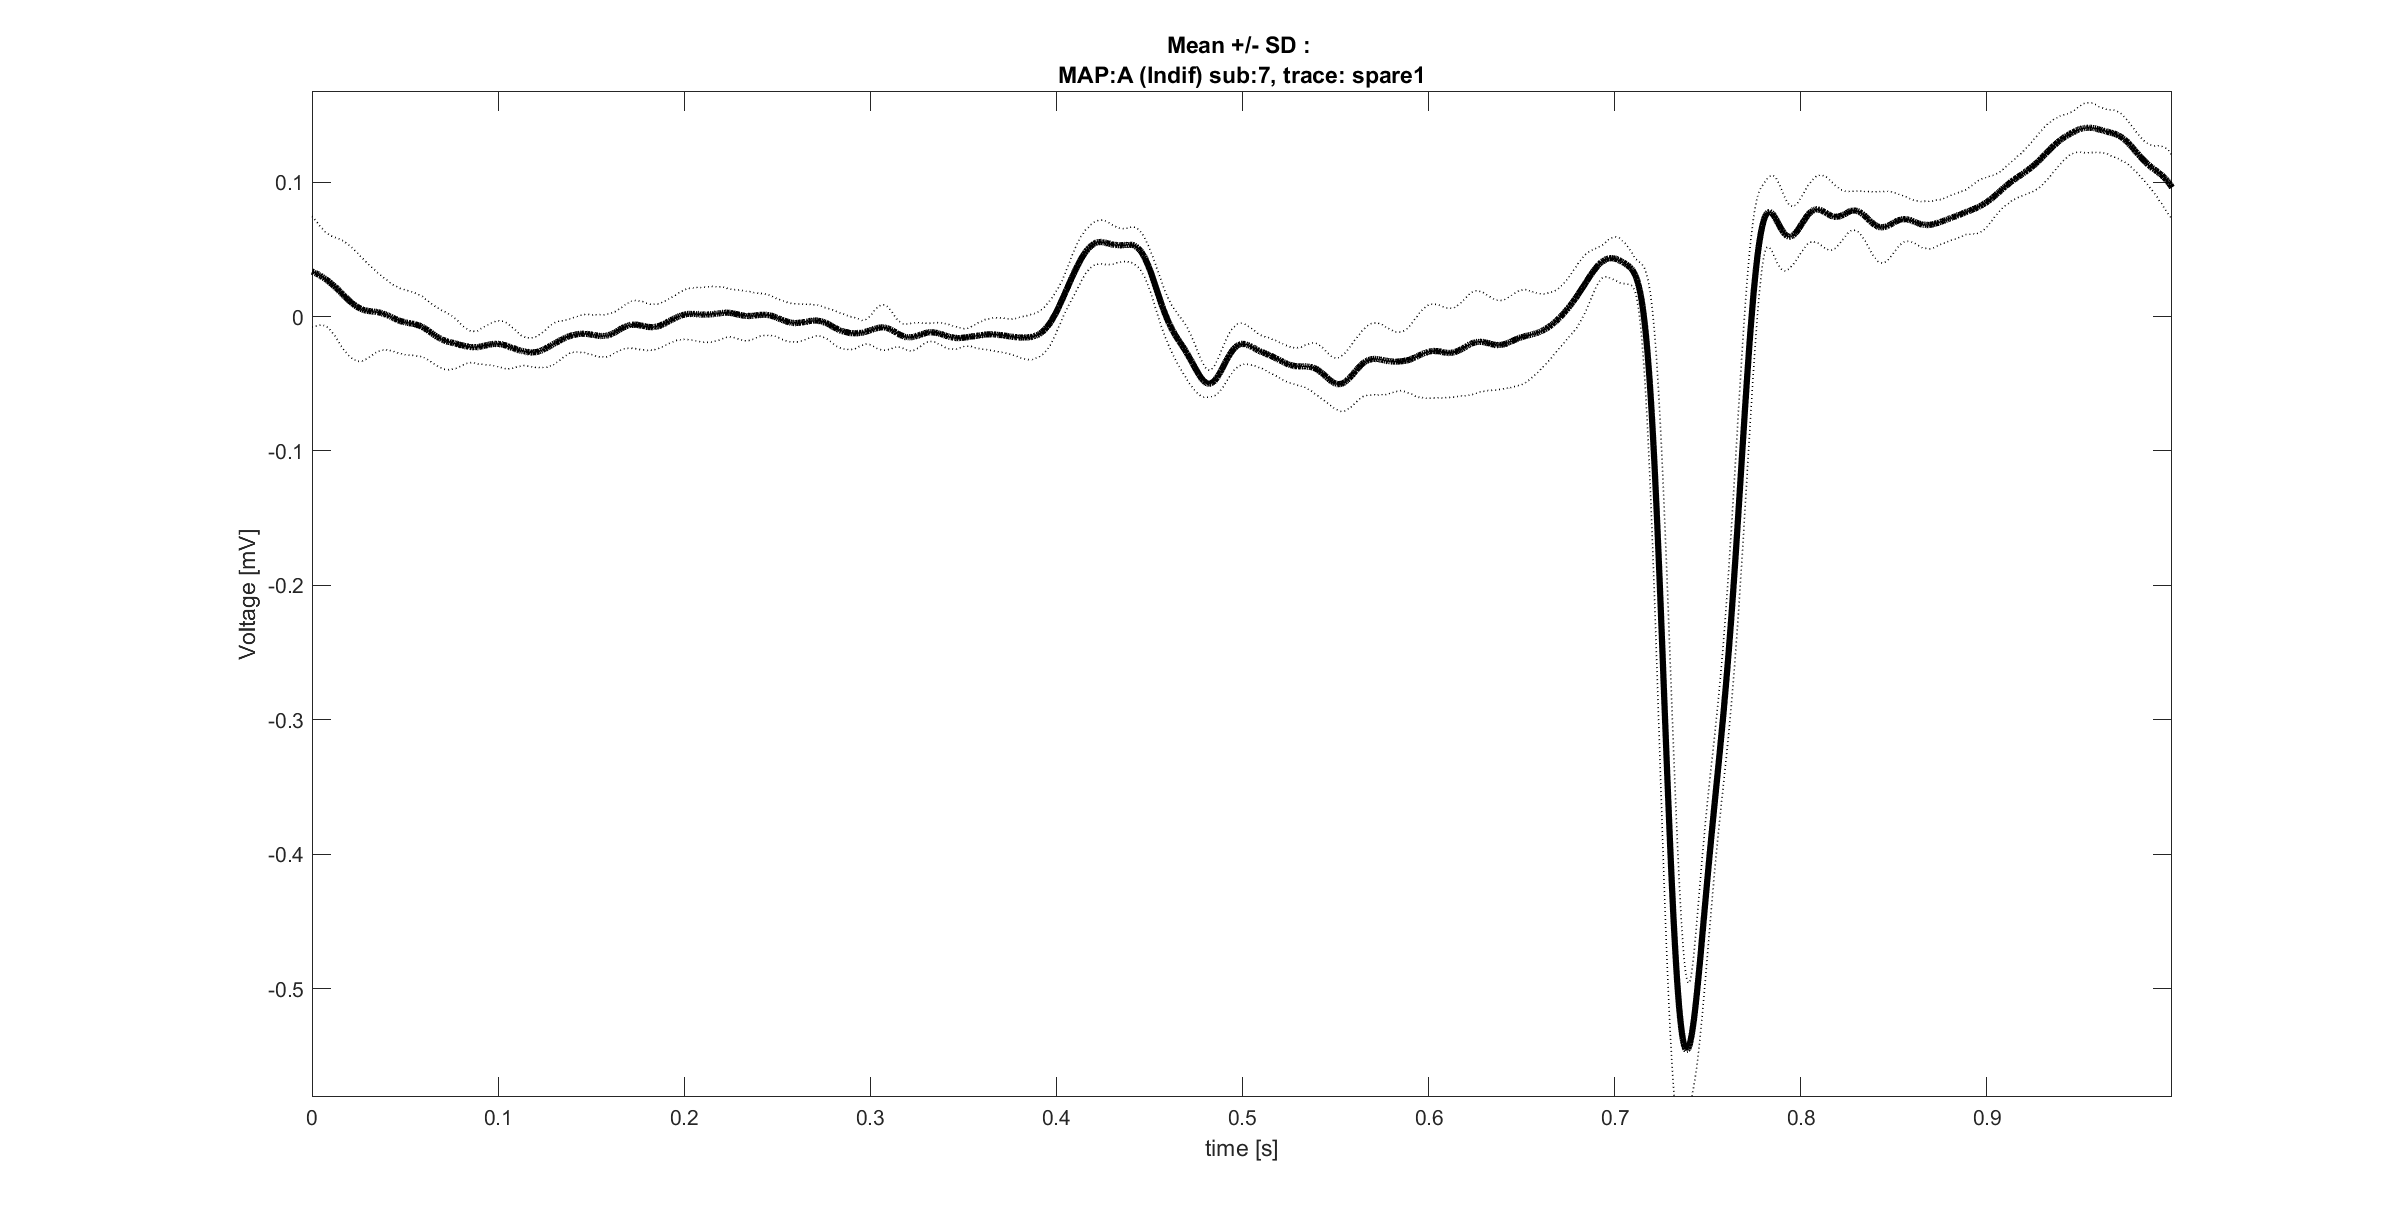 Mean +/- SD :
MAP:A (Indif) sub:7, trace: spare1
0.1
0
-0.1
-0.2
-0.3
-0.4
-0.5
Voltage [mV]
0 0.1 0.2 0.3 0.4 0.5 0.6 0.7 0.8 0.9
time [s]